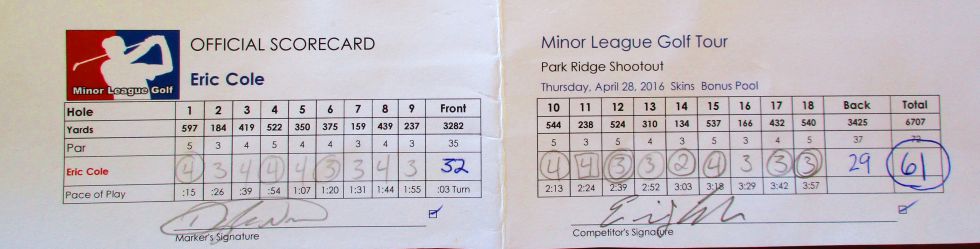 Minor League Golf
OFFICIAL SCORECARD
Eric Cole
Hole 1 2 3 4 5 6 7 8 9 Front
Yards 597 184 419 522 350 375 159 439 237 3282
Par 5 3 4 5 4 4 3 4 3 35
Eric Cole 4 3 4 4 4 3 3 4 3 32
Pace of Play :15 :26 :39 :54 1:07 1:20 1:31 1:44 1:55 :03 Turn
Marker's Signature
Minor League Golf Tour
Park Ridge Shootout
Thursday, April 28, 2016 Skins Bonus Pool
10 11 12 13 14 15 16 17 18 Back Total
544 238 524 310 134 537 166 432 540 3425 6707
5 3 5 4 3 5 3 4 5 37 72
4 4 3 3 2 4 3 3 3 29 61
2:13 2:24 2:39 2:52 3:03 3:18 3:29 3:42 3:57
Competitor's Signature